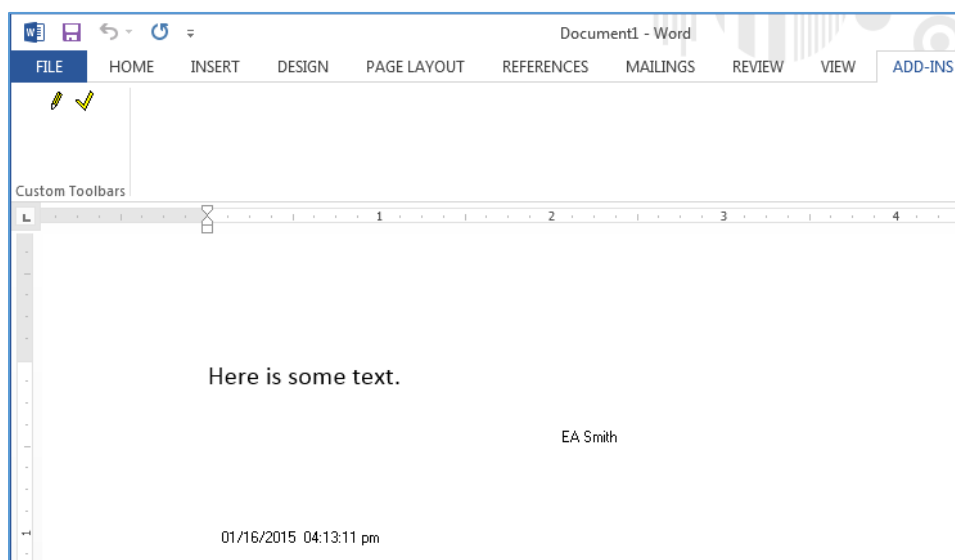 Document1 - Word
FILE HOME INSERT DESIGN PAGE LAYOUT REFERENCES MAILINGS REVIEW VIEW ADD-INS
Custom Toolbars
L 1 2 3 4
Here is some text.
EA Smith
1
01/16/2015 04:13:11 pm